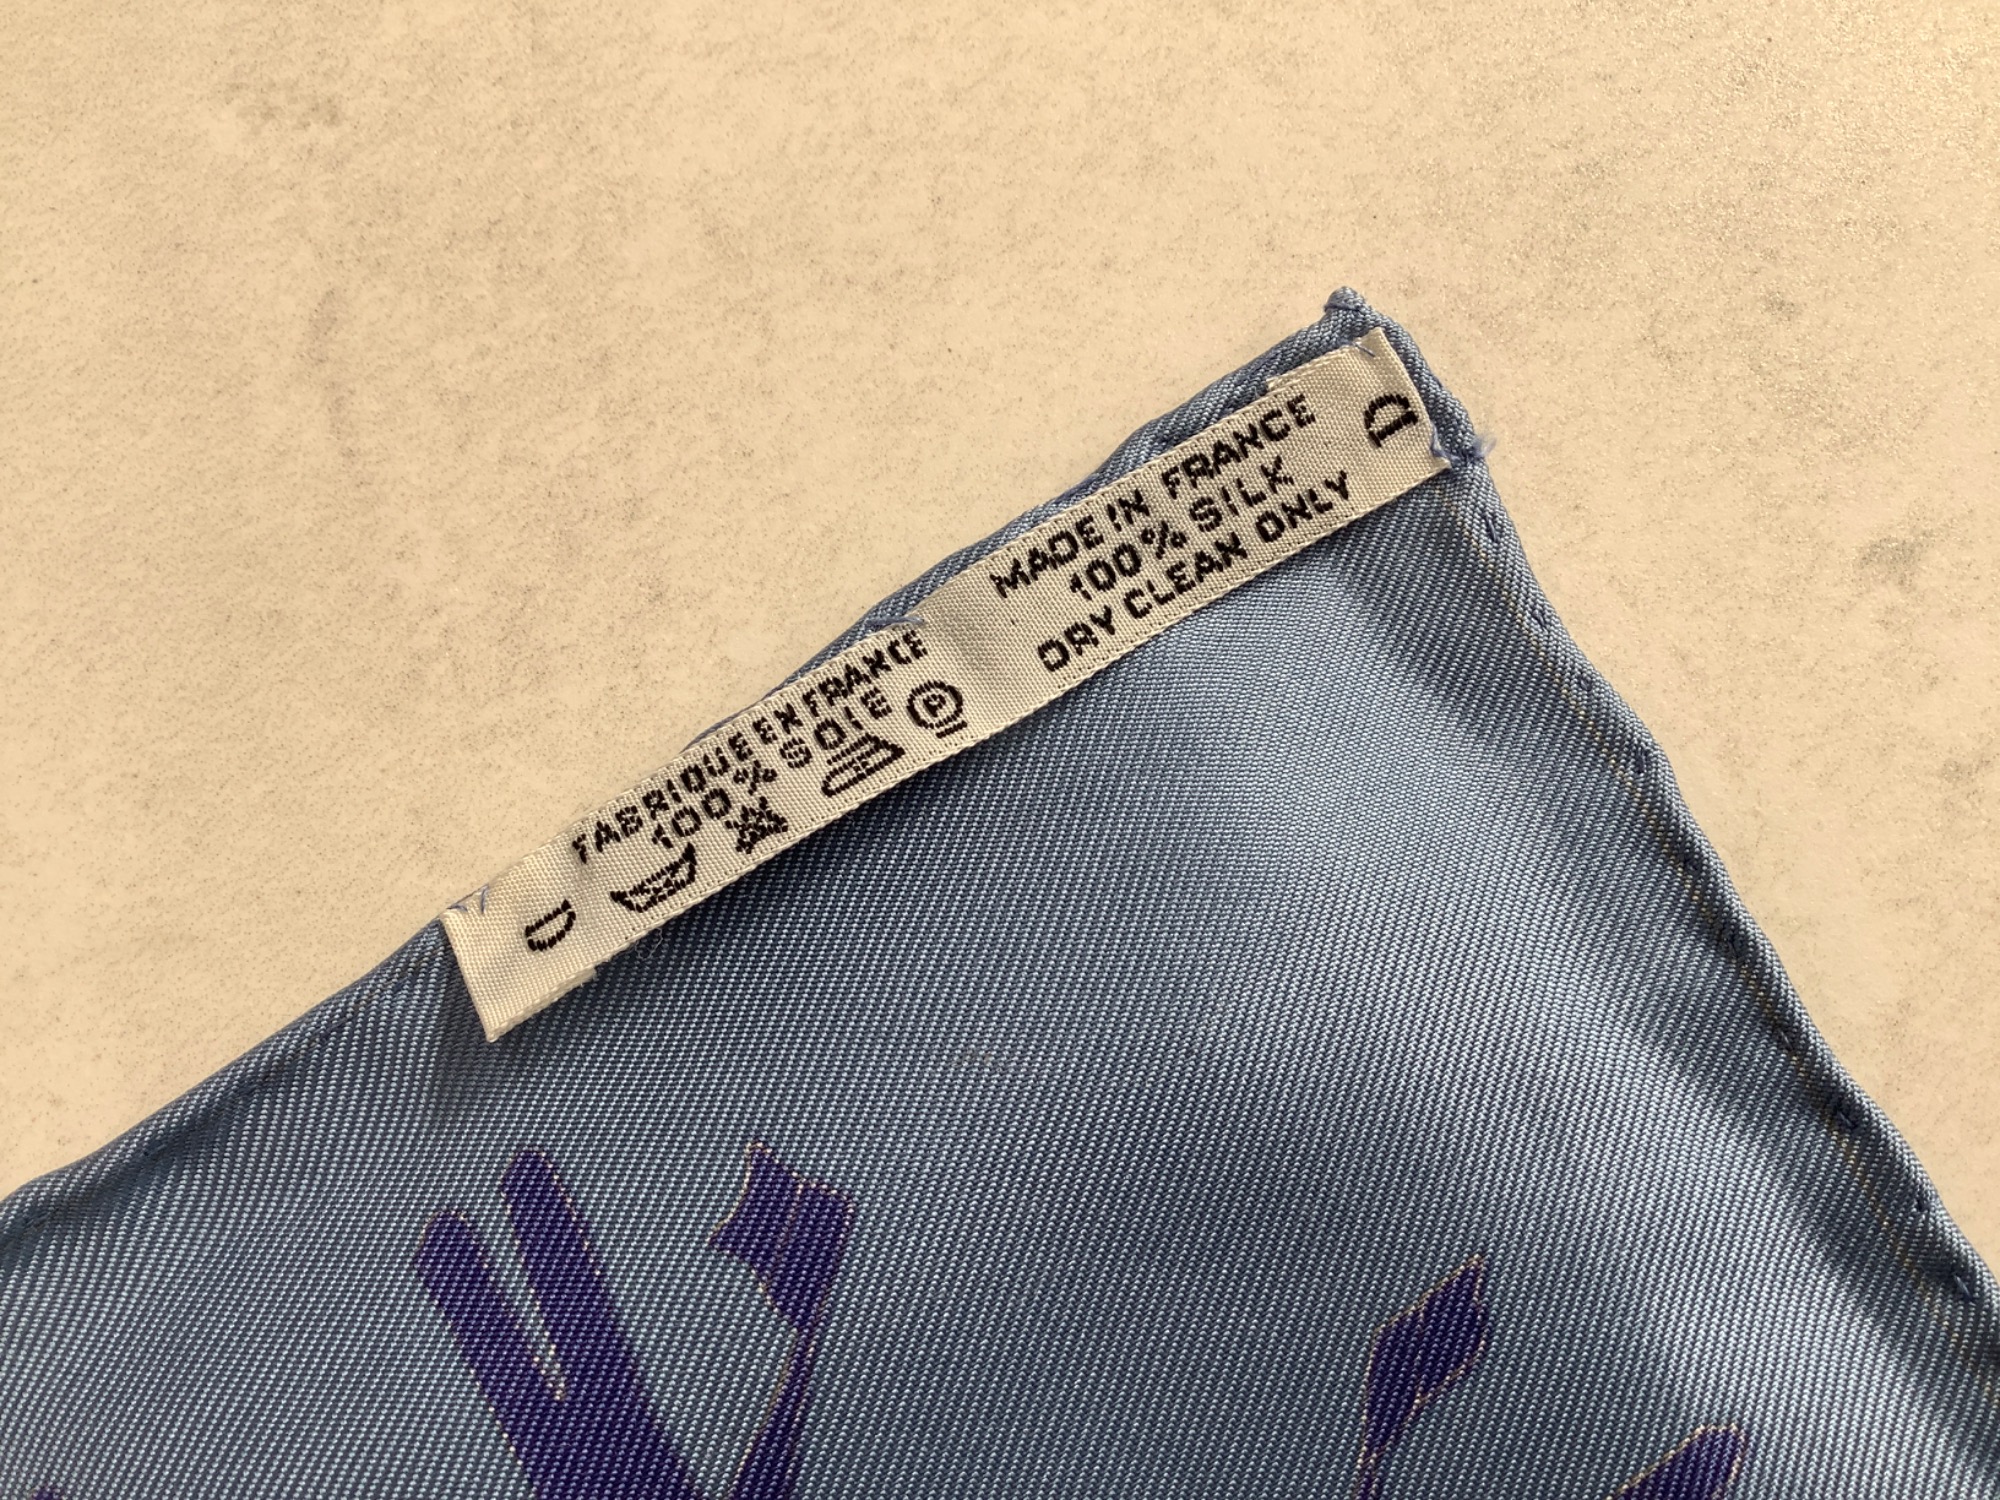 D
FABRIQUE EN FRANCE
100% SOIE
P
MADE IN FRANCE
100% SILK
DRY CLEAN ONLY
D